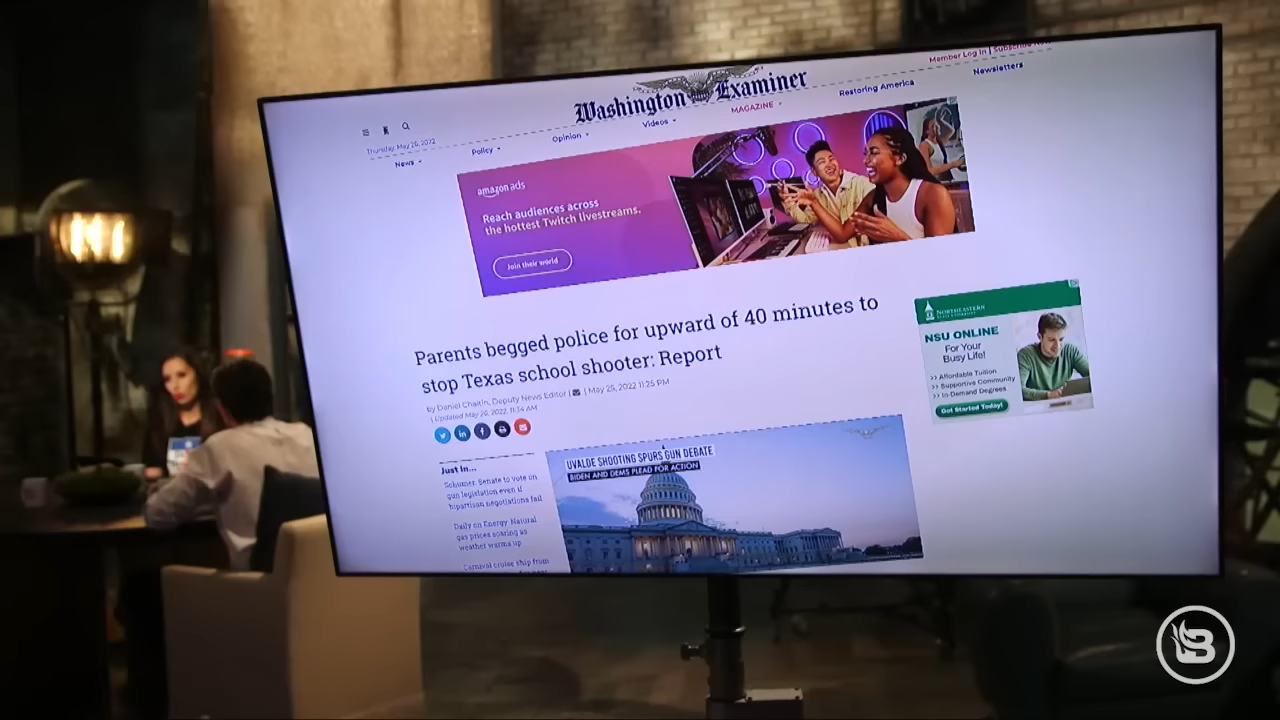 Member Log In | Subscribe
Washington Examiner
Thursday, May 26, 2022
News
Policy
Opinion
Videos
MAGAZINE
Restoring America
Newsletters
amazon ads
Reach audiences across
the hottest Twitch livestreams.
Join their world
Parents begged police for upward of 40 minutes to
stop Texas school shooter: Report
by Daniel Chaitin, Deputy News Editor | | May 25, 2022 11:25 PM
| Updated May 26, 2022, 11:34 AM
NORTHEASTERN
STATE UNIVERSITY
NSU ONLINE
For Your
Busy Life!
>> Affordable Tuition
>> Supportive Community
>> In-Demand Degrees
Get Started Today!
Just In...
Schumer: Senate to vote on
gun legislation even if
bipartisan negotiations fail
Daily on Energy: Natural
gas prices soaring as
weather warms up
Carnival cruise ship from
UVALDE SHOOTING SPURS GUN DEBATE
BIDEN AND DEMS PLEAD FOR ACTION
B